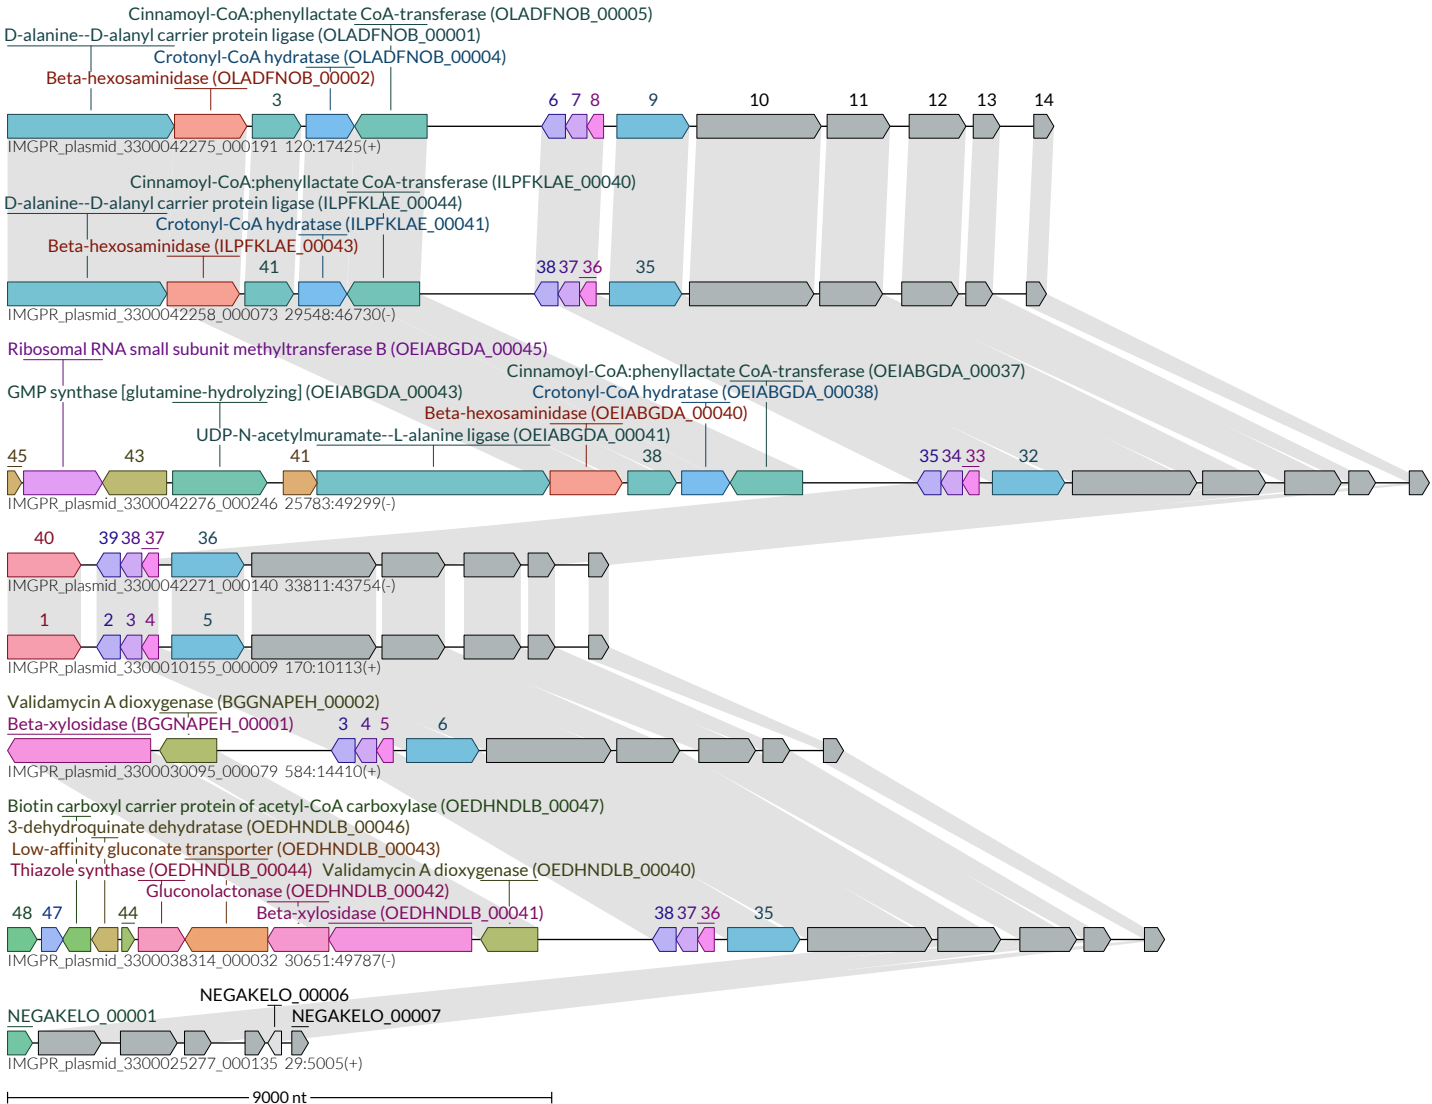 Cinnamoyl-CoA:phenyllactate CoA-transferase (OLADFNOB_00005)
D-alanine--D-alanyl carrier protein ligase (OLADFNOB_00001)
Crotonyl-CoA hydratase (OLADFNOB_00004)
Beta-hexosaminidase (OLADFNOB_00002)
3 6 7 8 9 10 11 12 13 14
IMGPR_plasmid_3300042275_000191 120:17425(+)
Cinnamoyl-CoA:phenyllactate CoA-transferase (ILPFKLAE_00040)
D-alanine--D-alanyl carrier protein ligase (ILPFKLAE_00044)
Crotonyl-CoA hydratase (ILPFKLAE_00041)
Beta-hexosaminidase (ILPFKLAE_00043)
41 38 37 36 35
IMGPR_plasmid_3300042258_000073 29548:46730(-)
Ribosomal RNA small subunit methyltransferase B (OEIABGDA_00045)
Cinnamoyl-CoA:phenyllactate CoA-transferase (OEIABGDA_00037)
GMP synthase [glutamine-hydrolyzing] (OEIABGDA_00043) Crotonyl-CoA hydratase (OEIABGDA_00038)
Beta-hexosaminidase (OEIABGDA_00040)
UDP-N-acetylmuramate--L-alanine ligase (OEIABGDA_00041)
45 43 41 38 35 34 33 32
IMGPR_plasmid_3300042276_000246 25783:49299(-)
40 39 38 37 36
IMGPR_plasmid_3300042271_000140 33811:43754(-)
1 2 3 4 5
IMGPR_plasmid_3300010155_000009 170:10113(+)
Validamycin A dioxygenase (BGGNAPEH_00002)
Beta-xylosidase (BGGNAPEH_00001) 3 4 5 6
IMGPR_plasmid_3300030095_000079 584:14410(+)
Biotin carboxyl carrier protein of acetyl-CoA carboxylase (OEDHNDLB_00047)
3-dehydroquinate dehydratase (OEDHNDLB_00046)
Low-affinity gluconate transporter (OEDHNDLB_00043)
Thiazole synthase (OEDHNDLB_00044) Validamycin A dioxygenase (OEDHNDLB_00040)
Gluconolactonase (OEDHNDLB_00042)
Beta-xylosidase (OEDHNDLB_00041)
48 47 44 38 37 36 35
IMGPR_plasmid_3300038314_000032 30651:49787(-)
NEGAKELO_00006
NEGAKELO_00001 NEGAKELO_00007
IMGPR_plasmid_3300025277_000135 29:5005(+)
9000 nt